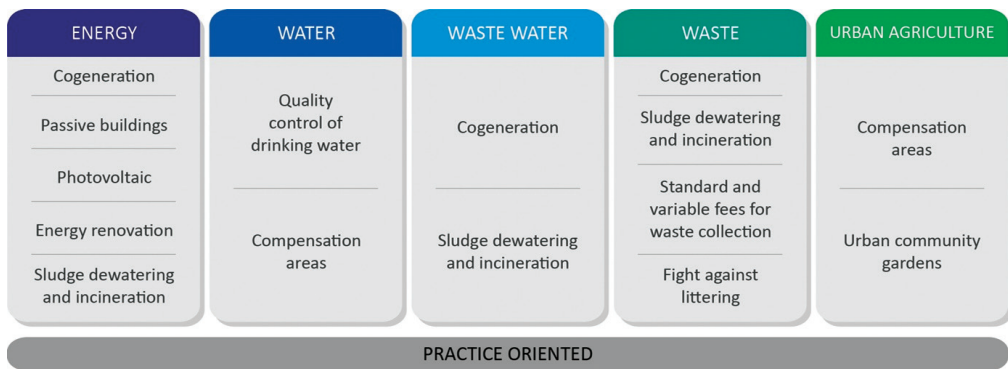 ENERGY
Cogeneration
Passive buildings
Photovoltaic
Energy renovation
Sludge dewatering
and incineration
WATER
Quality
control of
drinking water
Compensation
areas
WASTE WATER
Cogeneration
Sludge dewatering
and incineration
WASTE
Cogeneration
Sludge dewatering
and incineration
Standard and
variable fees for
waste collection
Fight against
littering
URBAN AGRICULTURE
Compensation
areas
Urban community
gardens
PRACTICE ORIENTED